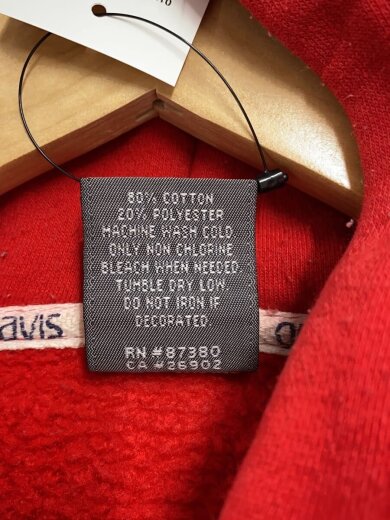 80% COTTON
20% POLYESTER
MACHINE WASH COLD.
ONLY NON CHLORINE
BLEACH WHEN NEEDED.
TUMBLE DRY LOW.
DO NOT IRON IF
DECORATED.
RN #87380
CA #26902
avis